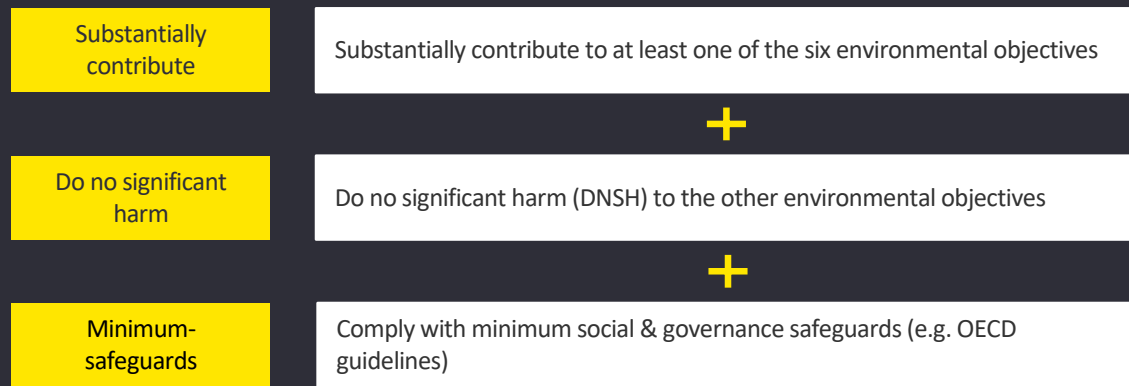 Substantially
contribute
Substantially contribute to at least one of the six environmental objectives
+
Do no significant
harm
Do no significant harm (DNSH) to the other environmental objectives
+
Minimum-
safeguards
Comply with minimum social & governance safeguards (e.g. OECD
guidelines)